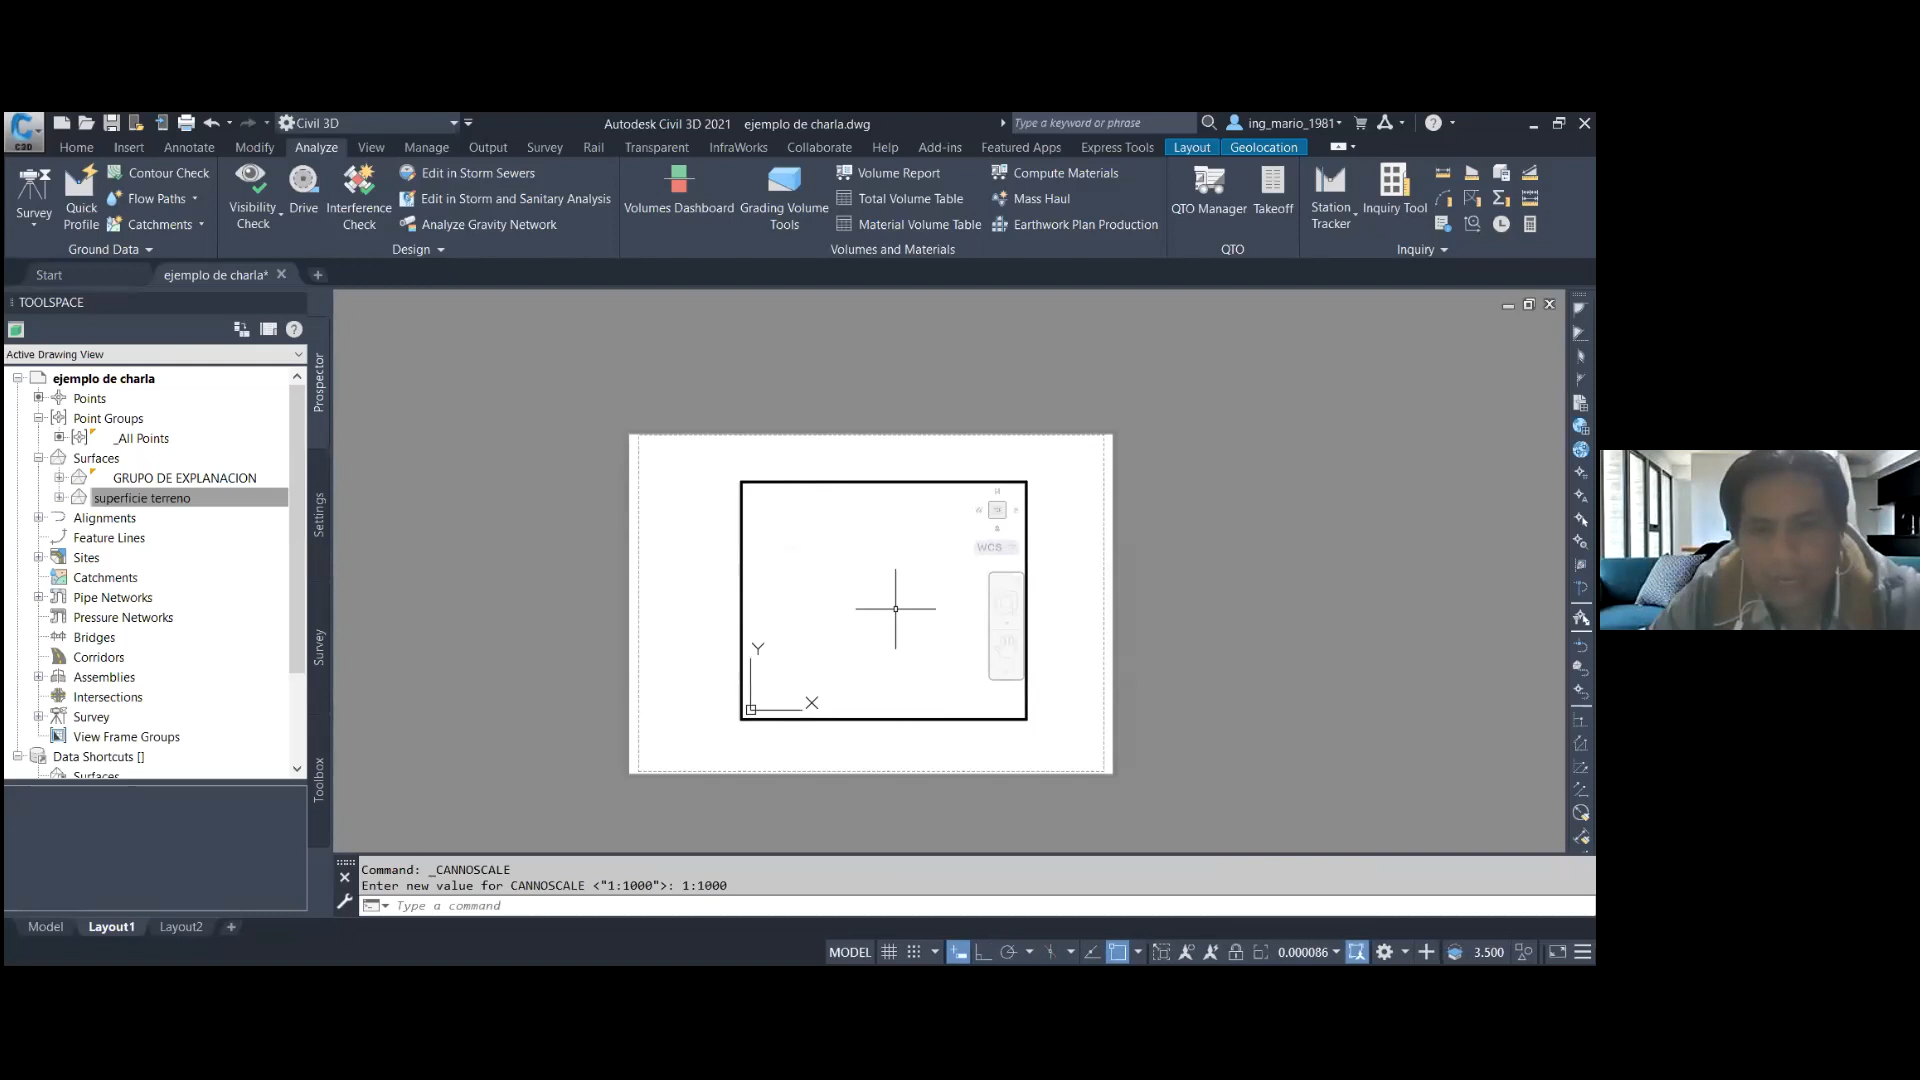 Civil 3D
Autodesk Civil 3D 2021 ejemplo de charla.dwg
Type a keyword or phrase
ing_mario_1981
C3D
Home Insert Annotate Modify Analyze View Manage Output Survey Rail Transparent InfraWorks Collaborate Help Add-ins Featured Apps Express Tools Layout Geolocation
Survey
Quick Profile
Contour Check
Flow Paths
Catchments
Ground Data
Visibility Check
Drive
Interference Check
Edit in Storm Sewers
Edit in Storm and Sanitary Analysis
Analyze Gravity Network
Design
Volumes Dashboard
Grading Volume Tools
Volume Report
Total Volume Table
Material Volume Table
Compute Materials
Mass Haul
Earthwork Plan Production
Volumes and Materials
QTO Manager
Takeoff
QTO
Station Tracker
Inquiry Tool
Inquiry
Start
ejemplo de charla*
TOOLSPACE
Active Drawing View
ejemplo de charla
Points
Point Groups
_All Points
Surfaces
GRUPO DE EXPLANACION
superficie terreno
Alignments
Feature Lines
Sites
Catchments
Pipe Networks
Pressure Networks
Bridges
Corridors
Assemblies
Intersections
Survey
View Frame Groups
Data Shortcuts []
Surfaces
Prospector
Settings
Survey
Toolbox
WCS
Y
X
Command: _CANNOSCALE
Enter new value for CANNOSCALE <"1:1000">: 1:1000
Type a command
Model Layout1 Layout2
MODEL
0.000086
3.500